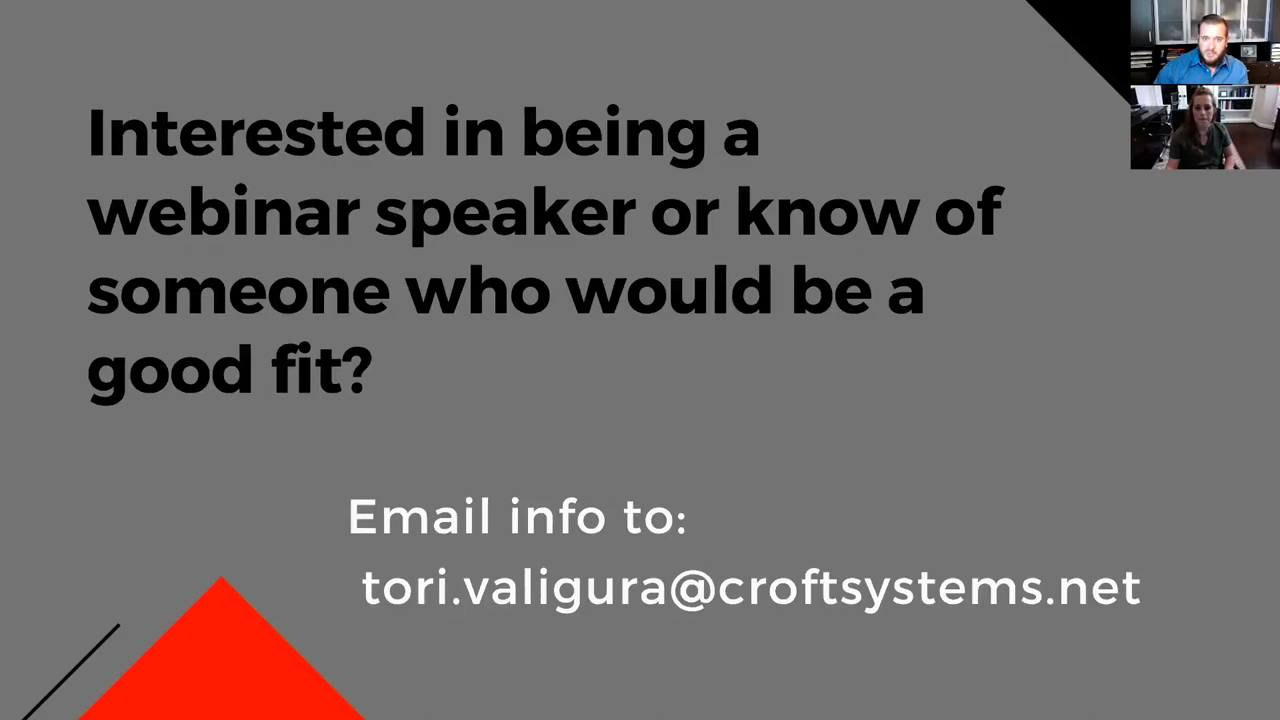 Interested in being a
webinar speaker or know of
someone who would be a
good fit?
Email info to:
tori.valigura@croftsystems.net